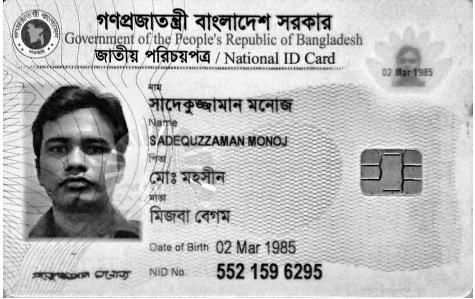 গণপ্রজাতন্ত্রী বাংলাদেশ সরকার
Government of the People's Republic of Bangladesh
জাতীয় পরিচয়পত্র / National ID Card
02 Mar 1985
নাম
সাদেকুজ্জামান মনোজ
Name
SADEQUZZAMAN MONOJ
পিতা
মোঃ মহসীন
মাতা
মিজবা বেগম
Date of Birth 02 Mar 1985
NID No. 552 159 6295